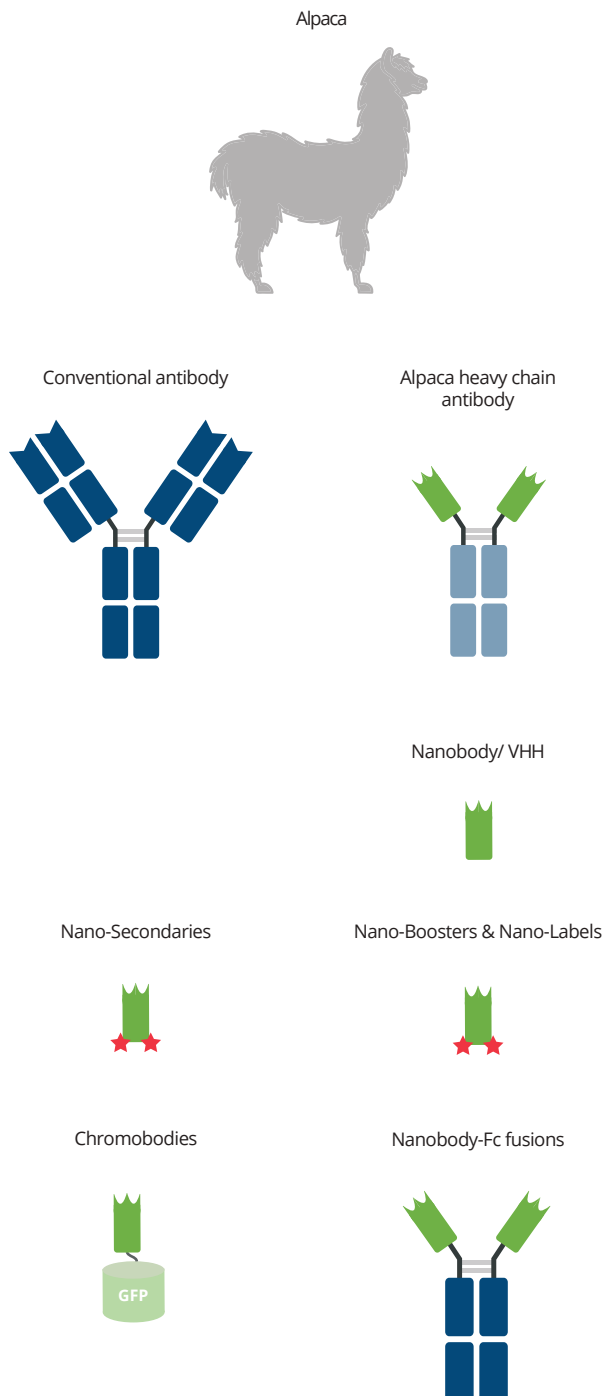 Alpaca
Conventional antibody
Alpaca heavy chain
antibody
Nanobody/ VHH
Nano-Secondaries
Nano-Boosters & Nano-Labels
Chromobodies
Nanobody-Fc fusions
GFP